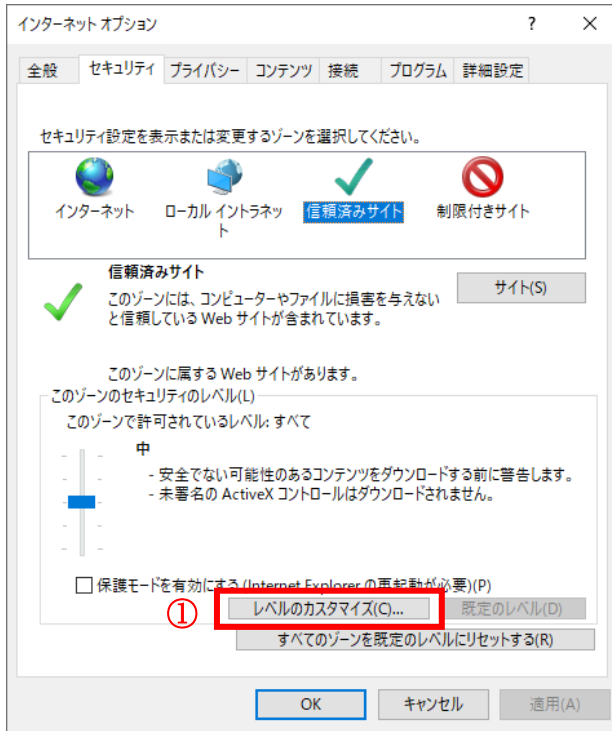 インターネット オプション ? ×
全般 セキュリティ プライバシー コンテンツ 接続 プログラム 詳細設定
セキュリティ設定を表示または変更するゾーンを選択してください。
インターネット ローカル イントラネッ 信頼済みサイト 制限付きサイト
ト
信頼済みサイト
サイト(S)
このゾーンには、コンピューターやファイルに損害を与えない
と信頼している Web サイトが含まれています。
このゾーンに属する Web サイトがあります。
このゾーンのセキュリティのレベル(L)
このゾーンで許可されているレベル: すべて
中
- 安全でない可能性のあるコンテンツをダウンロードする前に警告します。
- 未署名の ActiveX コントロールはダウンロードされません。
保護モードを有効にする (Internet Explorer の再起動が必要)(P)
① レベルのカスタマイズ(C)... 既定のレベル(D)
すべてのゾーンを既定のレベルにリセットする(R)
OK キャンセル 適用(A)